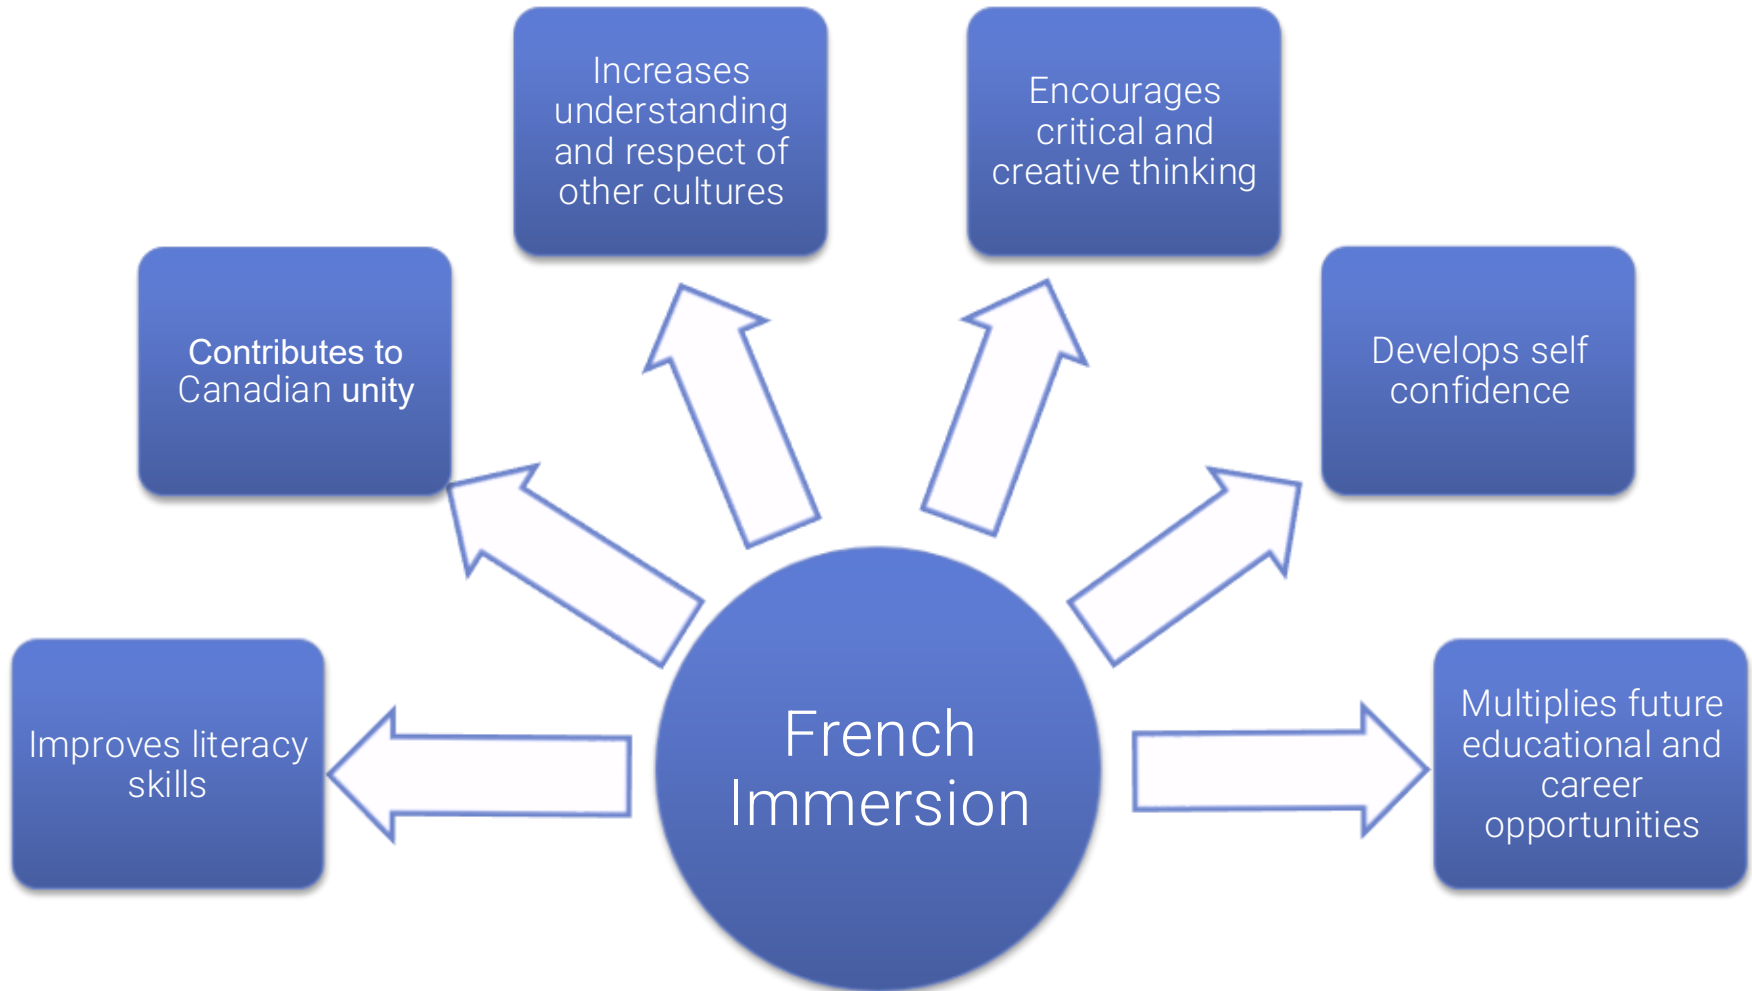 Increases
understanding
and respect of
other cultures
Encourages
critical and
creative thinking
Contributes to
Canadian unity
Develops self
confidence
Improves literacy
skills
French
Immersion
Multiplies future
educational and
career
opportunities